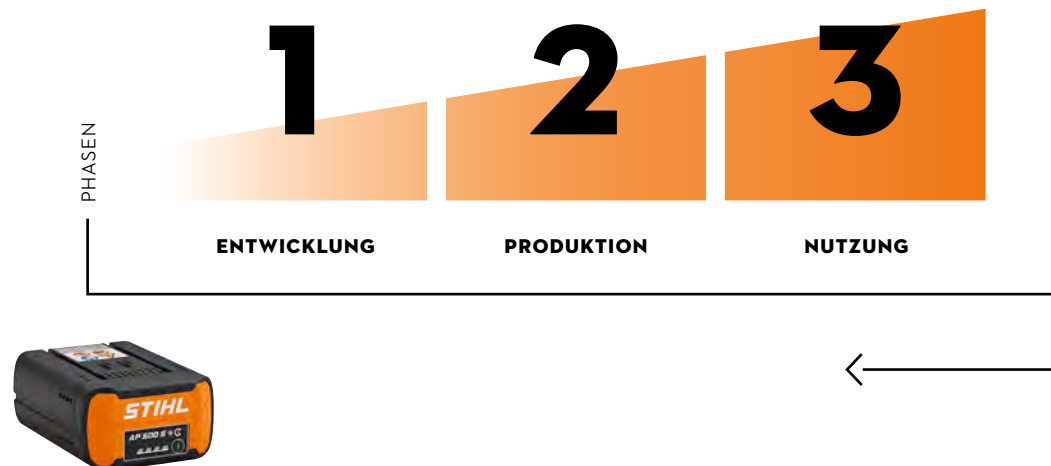 1 2 3
PHASEN
ENTWICKLUNG PRODUKTION NUTZUNG
STIHL
AP 500 S